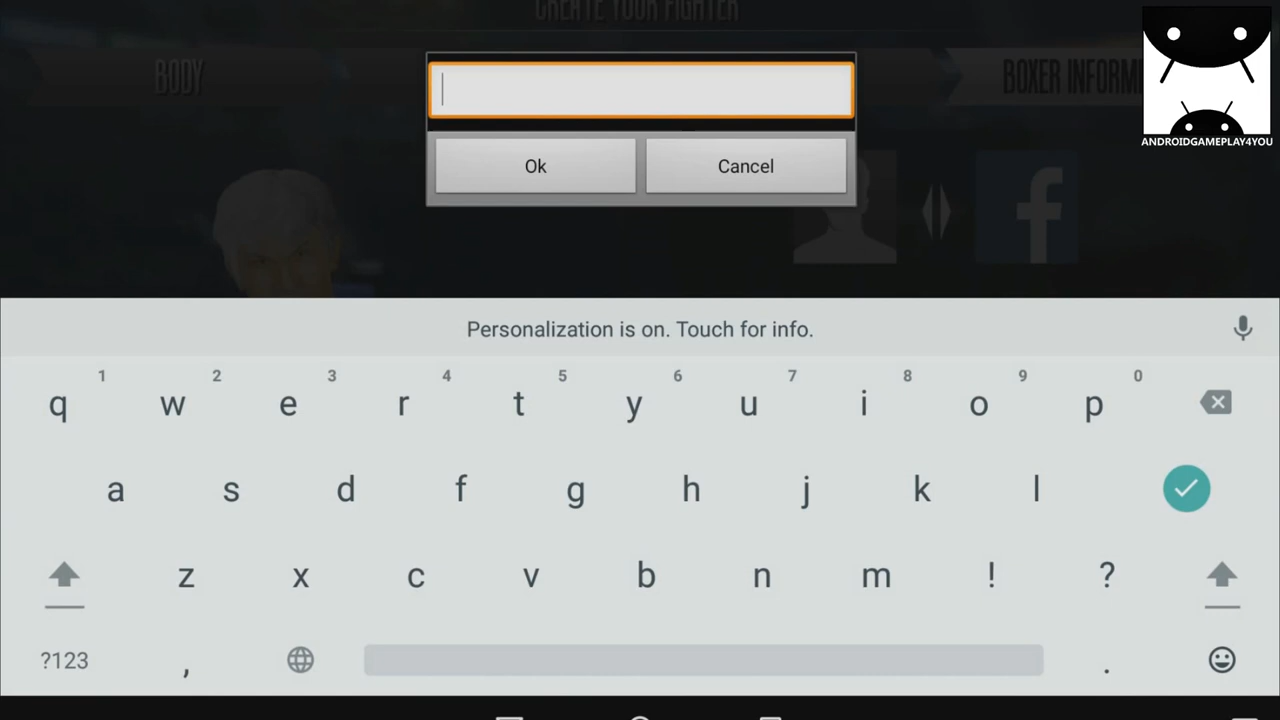 CREATE YOUR FIGHTER
BODY
BOXER INFORM
ANDROIDGAMEPLAY4YOU
Ok Cancel
f
Personalization is on. Touch for info.
1 2 3 4 5 6 7 8 9 0
q w e r t y u i o p
a s d f g h j k l
z x c v b n m ! ?
?123 , .